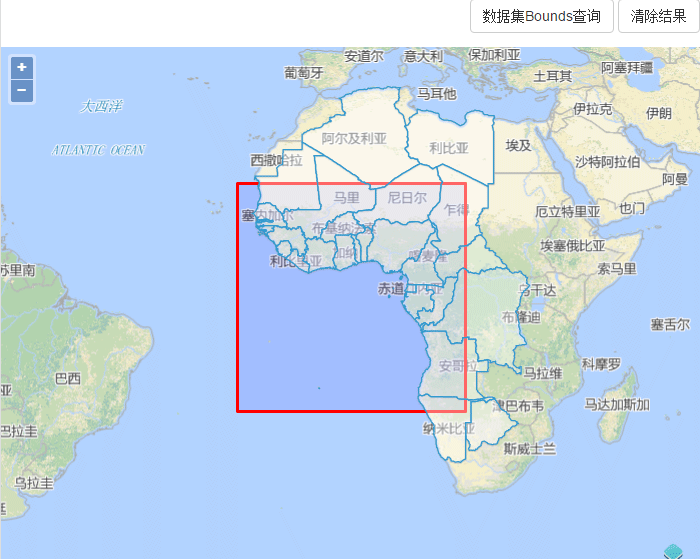 数据集Bounds查询
清除结果
+
−
葡萄牙
安道尔
意大利
保加利亚
土耳其
阿塞拜疆
马耳他
大西洋
ATLANTIC OCEAN
伊拉克
伊朗
阿尔及利亚
利比亚
埃及
西撒哈拉
沙特阿拉伯
阿曼
马里
尼日尔
乍得
塞内加尔
布基纳法索
厄立特里亚
也门
埃塞俄比亚
利比里亚
加纳
喀麦隆
索马里
苏里南
赤道
内亚
乌干达
布隆迪
塞舌尔
巴西
安哥拉
马拉维
科摩罗
亚
津巴布韦
马达加斯加
巴拉圭
纳米比亚
斯威士兰
乌拉圭
廷